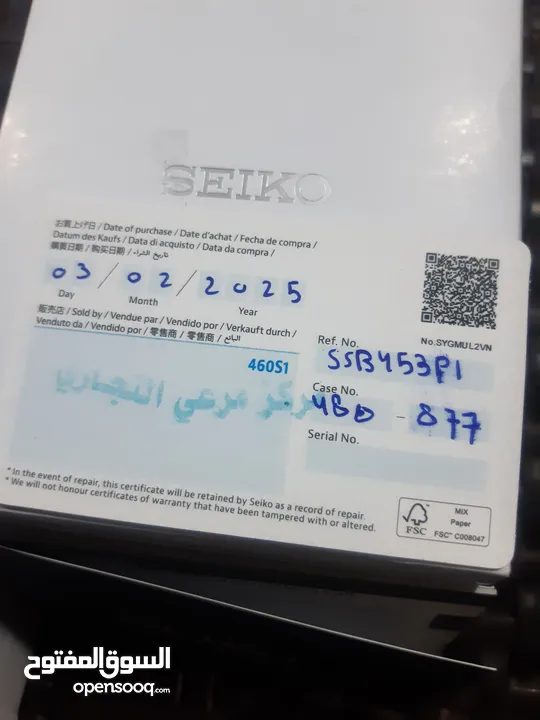 SEIKO
お買上げ日 / Date of purchase / Date d'achat / Fecha de compra /
Datum des Kaufs / Data di acquisto / Data da compra /
購買日期 / 购买日期 / تاريخ الشراء
03 / 02 / 2025
Day Month Year
販売店 / Sold by / Vendue par / Vendido por / Verkauft durch /
Venduto da / Vendido por / 零售商 / 零售商 / البائع
460S1
مركز مرعي التجاري
No.SYGMUL2VN
Ref. No.
SSB453P1
Case No.
4BD - 877
Serial No.
* In the event of repair, this certificate will be retained by Seiko as a record of repair.
* We will not honour certificates of warranty that have been tampered with or altered.
FSC
MIX
Paper
FSC™ C008047
السوق المفتوح
opensooq.com